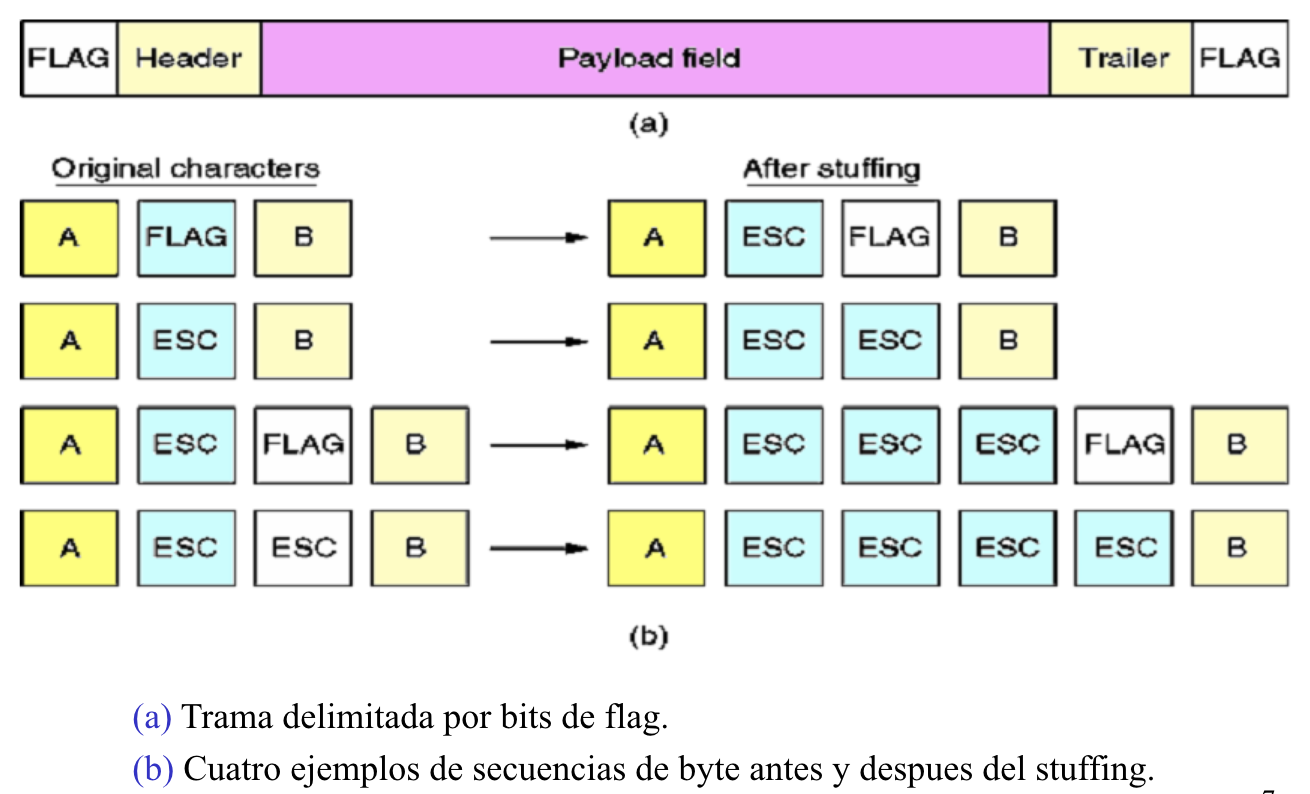 FLAG Header Payload field Trailer FLAG
(a)
Original characters After stuffing
A FLAG B A ESC FLAG B
A ESC B A ESC ESC B
A ESC FLAG B A ESC ESC ESC FLAG B
A ESC ESC B A ESC ESC ESC ESC B
(b)
(a) Trama delimitada por bits de flag.
(b) Cuatro ejemplos de secuencias de byte antes y despues del stuffing.